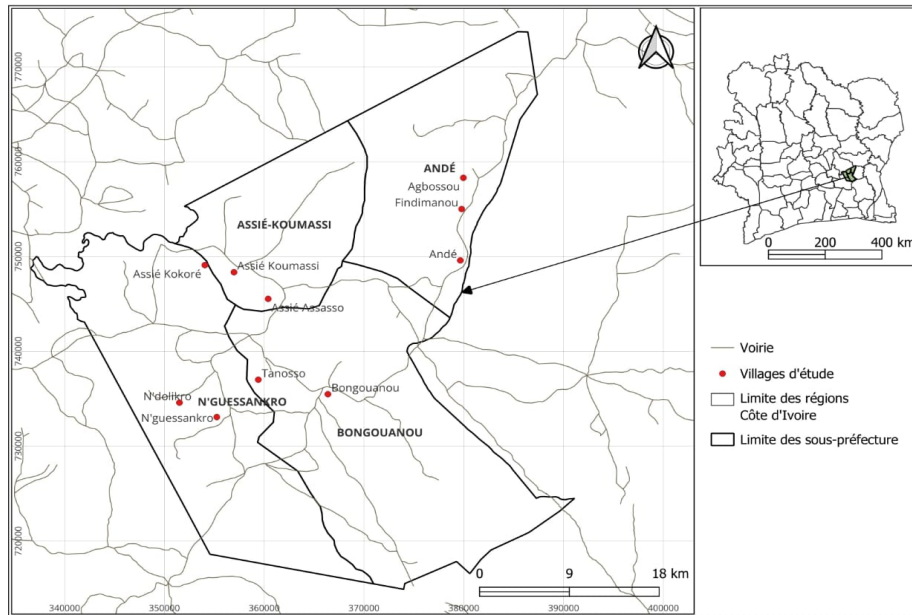 770000
760000
750000
740000
730000
720000
ANDÉ
Agbossou
Findimanou
ASSIÉ-KOUMASSI
Andé
Assié Kokoré
Assié Koumassi
Assié Assasso
Tanosso
N'dolikro
N'GUESSANKRO
Bongouanou
N'guessankro
BONGOUANOU
0 9 18 km
340000 350000 360000 370000 380000 390000 400000
0 200 400 km
Voirie
Villages d'étude
Limite des régions
Côte d'Ivoire
Limite des sous-préfecture